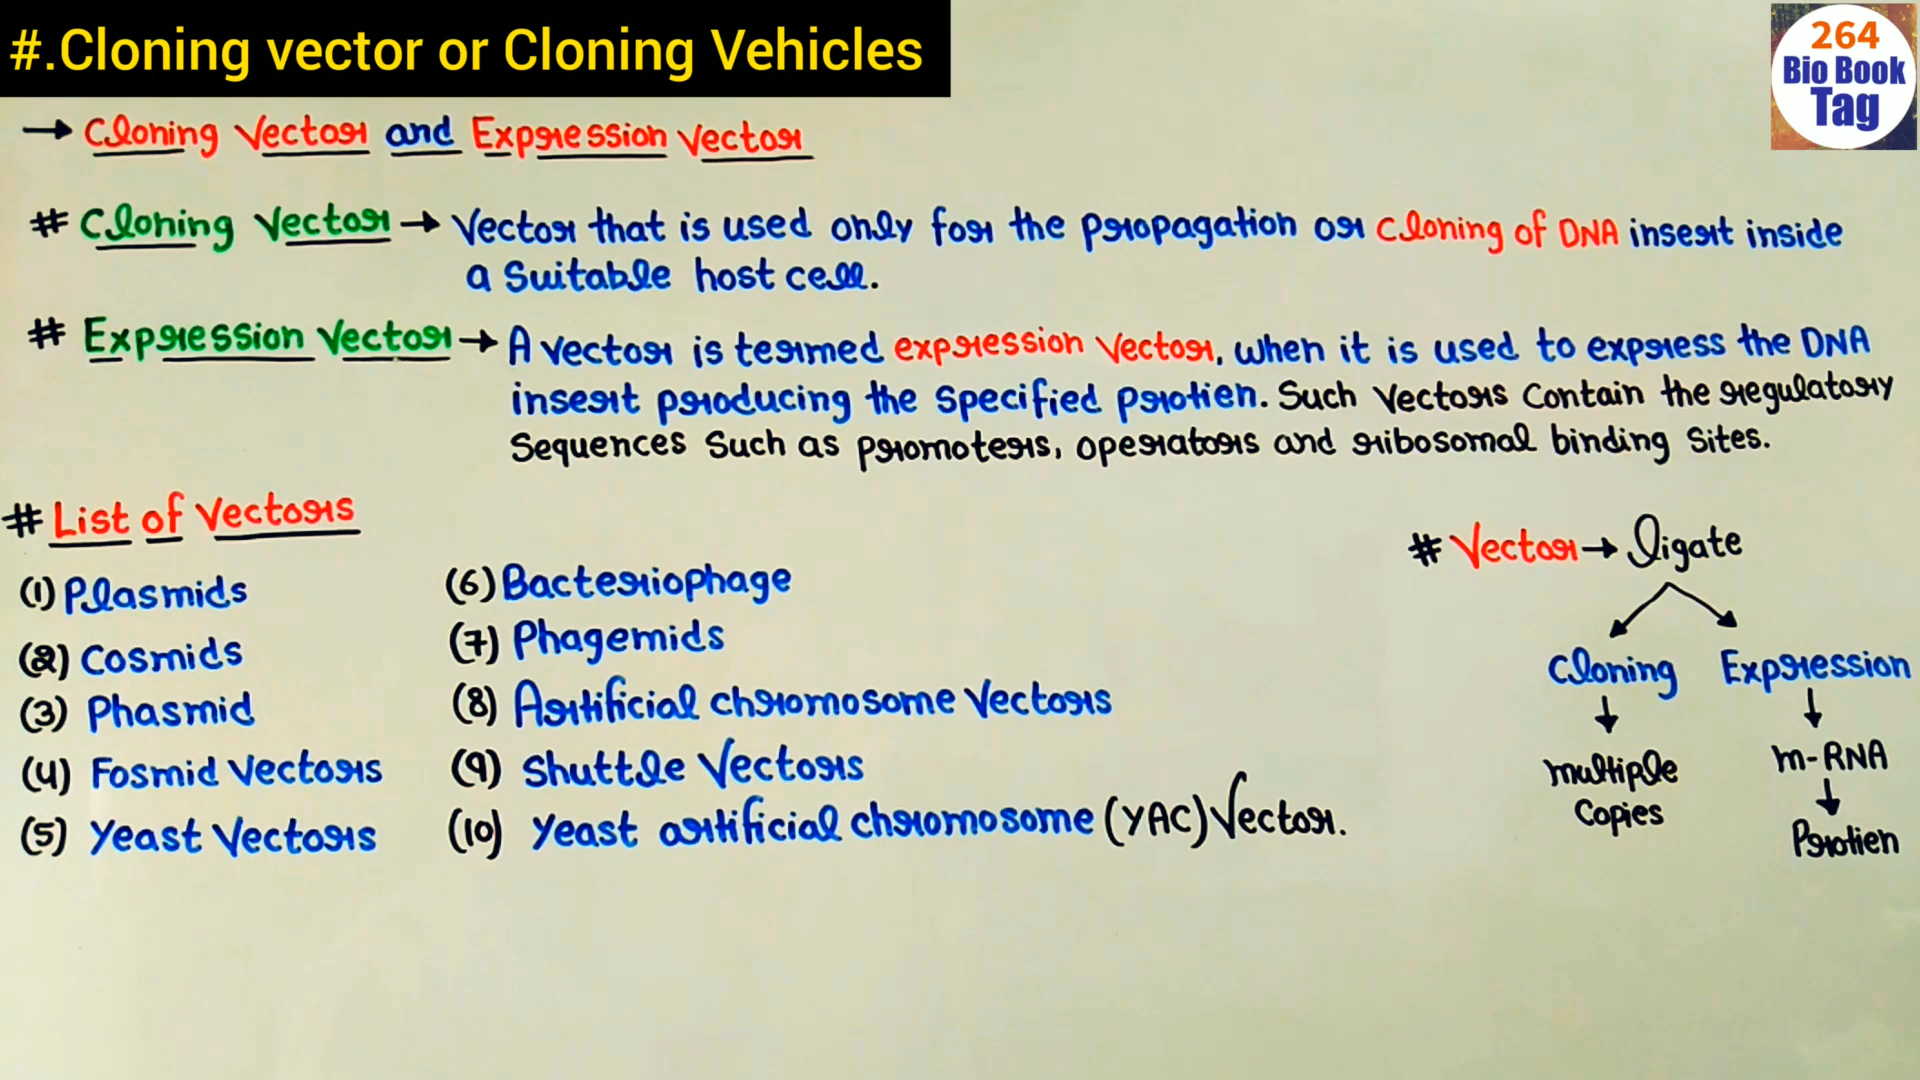 #.Cloning vector or Cloning Vehicles
264
Bio Book
Tag
→ Cloning Vector and Expression vector
# Cloning Vector → Vector that is used only for the propagation or cloning of DNA insert inside
a suitable host cell.
# Expression Vector → A vector is termed expression vector, when it is used to express the DNA
insert producing the specified protien. Such vectors contain the regulatory
sequences such as promoters, operators and ribosomal binding sites.
# List of Vectors
(1) Plasmids
(2) Cosmids
(3) Phasmid
(4) Fosmid vectors
(5) Yeast vectors
(6) Bacteriophage
(7) Phagemids
(8) Artificial chromosome vectors
(9) Shuttle Vectors
(10) Yeast artificial chromosome (YAC) Vector.
# Vector → ligate
Cloning Expression
↓ ↓
multiple m-RNA
Copies ↓
Protien